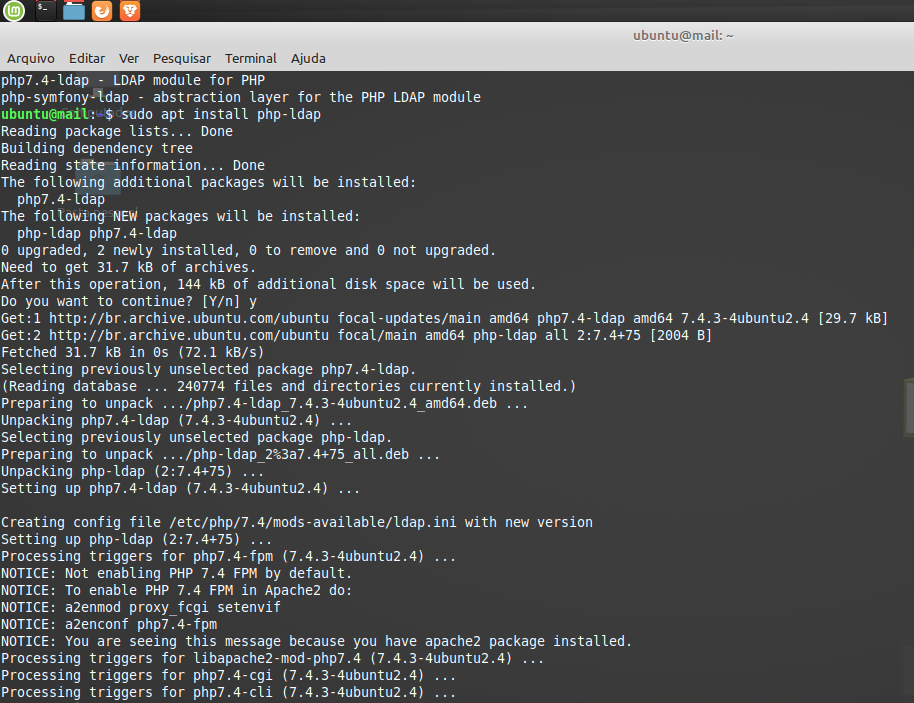 ubuntu@mail: ~
Arquivo Editar Ver Pesquisar Terminal Ajuda
php7.4-ldap - LDAP module for PHP
php-symfony-ldap - abstraction layer for the PHP LDAP module
ubuntu@mail:~$ sudo apt install php-ldap
Reading package lists... Done
Building dependency tree
Reading state information... Done
The following additional packages will be installed:
php7.4-ldap
The following NEW packages will be installed:
php-ldap php7.4-ldap
0 upgraded, 2 newly installed, 0 to remove and 0 not upgraded.
Need to get 31.7 kB of archives.
After this operation, 144 kB of additional disk space will be used.
Do you want to continue? [Y/n] y
Get:1 http://br.archive.ubuntu.com/ubuntu focal-updates/main amd64 php7.4-ldap amd64 7.4.3-4ubuntu2.4 [29.7 kB]
Get:2 http://br.archive.ubuntu.com/ubuntu focal/main amd64 php-ldap all 2:7.4+75 [2004 B]
Fetched 31.7 kB in 0s (72.1 kB/s)
Selecting previously unselected package php7.4-ldap.
(Reading database ... 240774 files and directories currently installed.)
Preparing to unpack .../php7.4-ldap_7.4.3-4ubuntu2.4_amd64.deb ...
Unpacking php7.4-ldap (7.4.3-4ubuntu2.4) ...
Selecting previously unselected package php-ldap.
Preparing to unpack .../php-ldap_2%3a7.4+75_all.deb ...
Unpacking php-ldap (2:7.4+75) ...
Setting up php7.4-ldap (7.4.3-4ubuntu2.4) ...
Creating config file /etc/php/7.4/mods-available/ldap.ini with new version
Setting up php-ldap (2:7.4+75) ...
Processing triggers for php7.4-fpm (7.4.3-4ubuntu2.4) ...
NOTICE: Not enabling PHP 7.4 FPM by default.
NOTICE: To enable PHP 7.4 FPM in Apache2 do:
NOTICE: a2enmod proxy_fcgi setenvif
NOTICE: a2enconf php7.4-fpm
NOTICE: You are seeing this message because you have apache2 package installed.
Processing triggers for libapache2-mod-php7.4 (7.4.3-4ubuntu2.4) ...
Processing triggers for php7.4-cgi (7.4.3-4ubuntu2.4) ...
Processing triggers for php7.4-cli (7.4.3-4ubuntu2.4) ...